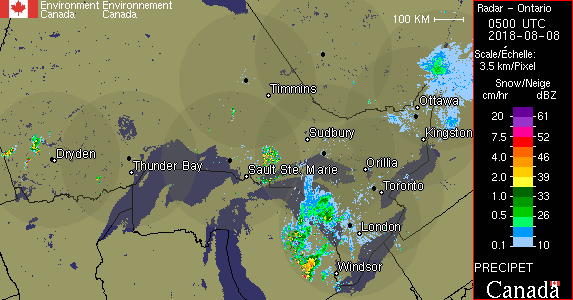 Environment Environnement
Canada Canada
100 KM
Timmins
Ottawa
Sudbury
Kingston
Dryden
Thunder Bay
Sault Ste. Marie
Orillia
Toronto
London
Windsor
Radar - Ontario
0500 UTC
2018-08-08
Scale/Échelle:
3.5 km/Pixel
Snow/Neige
cm/hr dBZ
20 61
7.5 57
5.0 52
4.0 46
2.0 39
1.0 33
0.5 26
0.1 10
PRECIPET
Canada